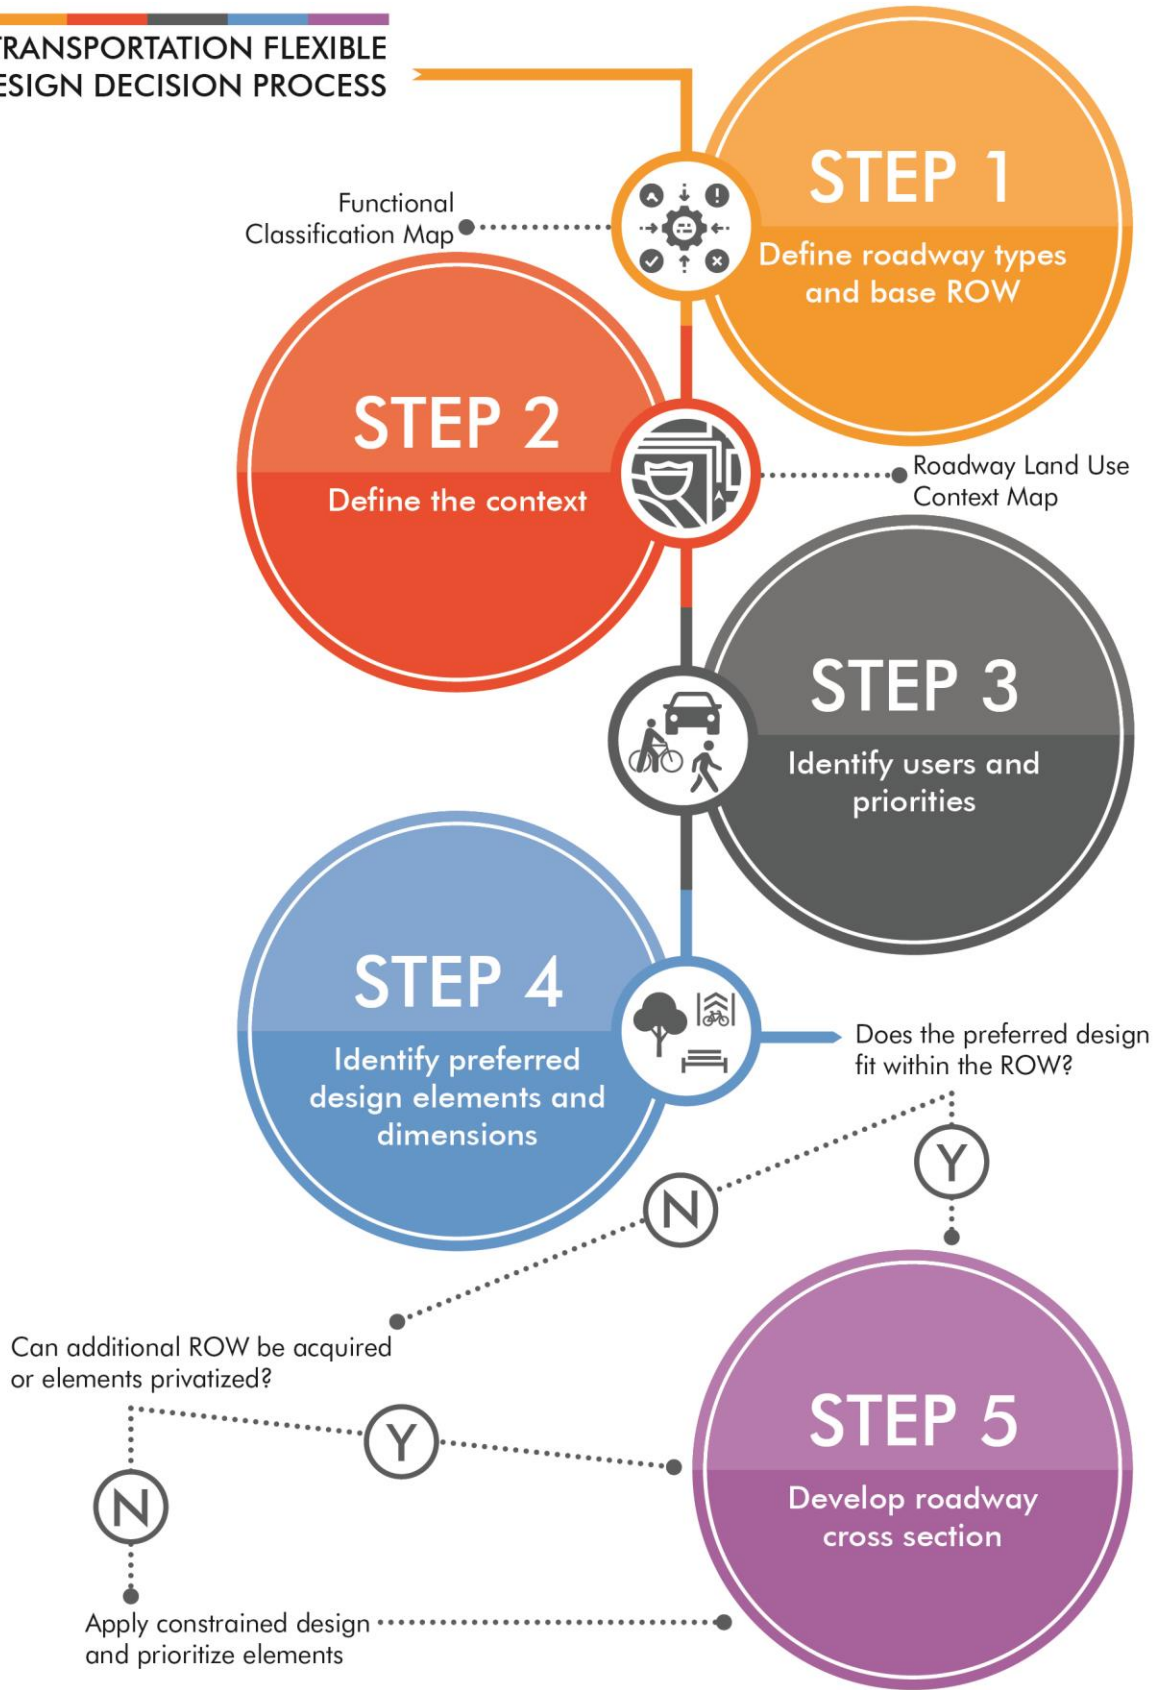 TRANSPORTATION FLEXIBLE
ESIGN DECISION PROCESS
STEP 1
Define roadway types
and base ROW
Functional
Classification Map
STEP 2
Define the context
Roadway Land Use
Context Map
STEP 3
Identify users and
priorities
STEP 4
Identify preferred
design elements and
dimensions
Does the preferred design
fit within the ROW?
Y
N
Can additional ROW be acquired
or elements privatized?
Y
N
STEP 5
Develop roadway
cross section
Apply constrained design
and prioritize elements